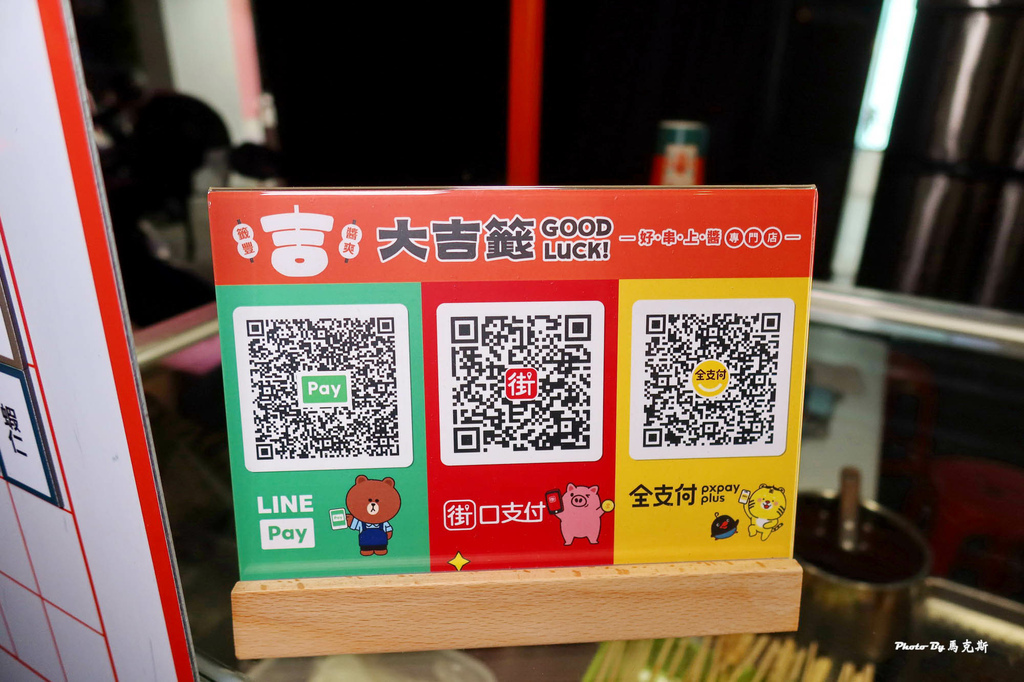 籤豐
吉
醬爽
大吉籤
GOOD
LUCK!
好·串·上·醬 專門店
Pay
街
全支付
LINE
Pay
街口支付
全支付 pxpay
plus
蝦仁
Photo By 馬克斯